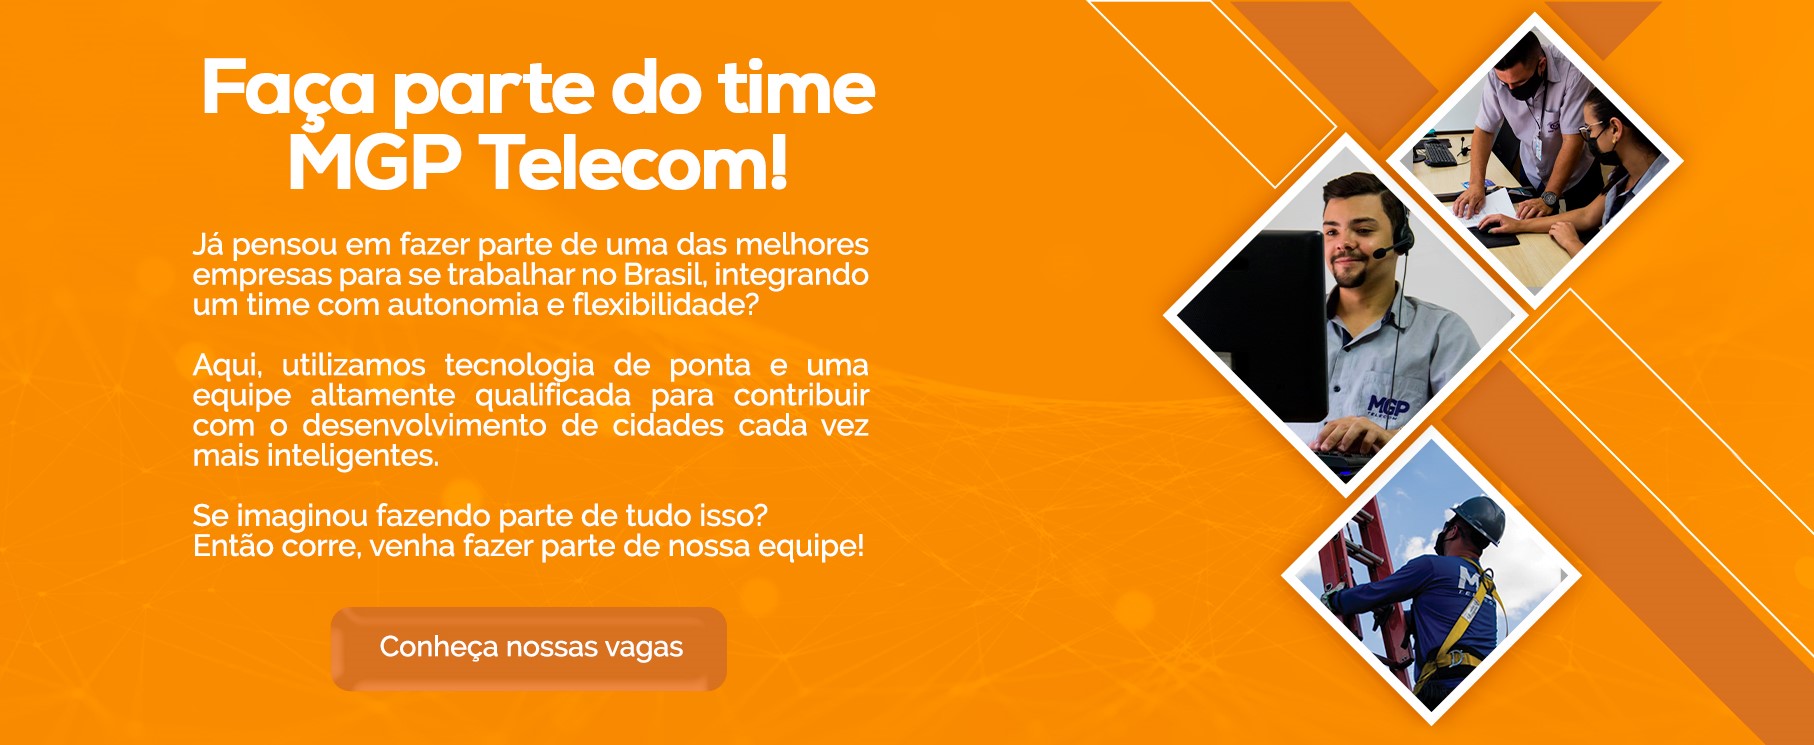 Faça parte do time
MGP Telecom!
Já pensou em fazer parte de uma das melhores
empresas para se trabalhar no Brasil, integrando
um time com autonomia e flexibilidade?
Aqui, utilizamos tecnologia de ponta e uma
equipe altamente qualificada para contribuir
com o desenvolvimento de cidades cada vez
mais inteligentes.
Se imaginou fazendo parte de tudo isso?
Então corre, venha fazer parte de nossa equipe!
Conheça nossas vagas
MGP
TELECOM